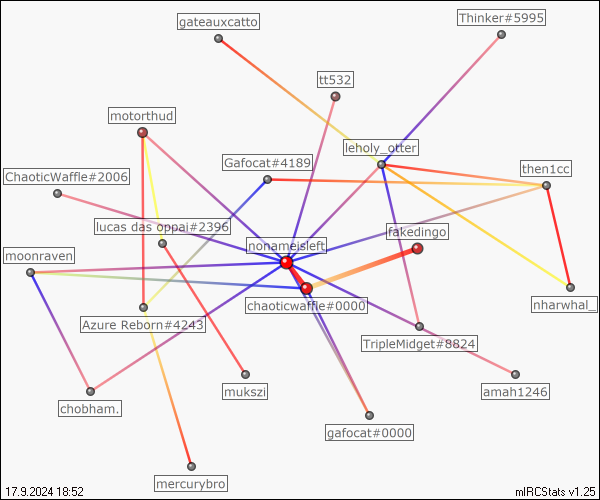 gateauxcatto
Thinker#5995
tt532
motorthud
leholy_otter
Gafocat#4189
then1cc
ChaoticWaffle#2006
lucas das oppai#2396
fakedingo
nonameisleft
moonraven
chaoticwaffle#0000
nharwhal_
Azure Reborn#4243
TripleMidget#8824
mukszi
amah1246
chobham.
gafocat#0000
mercurybro
17.9.2024 18:52
mIRCStats v1.25